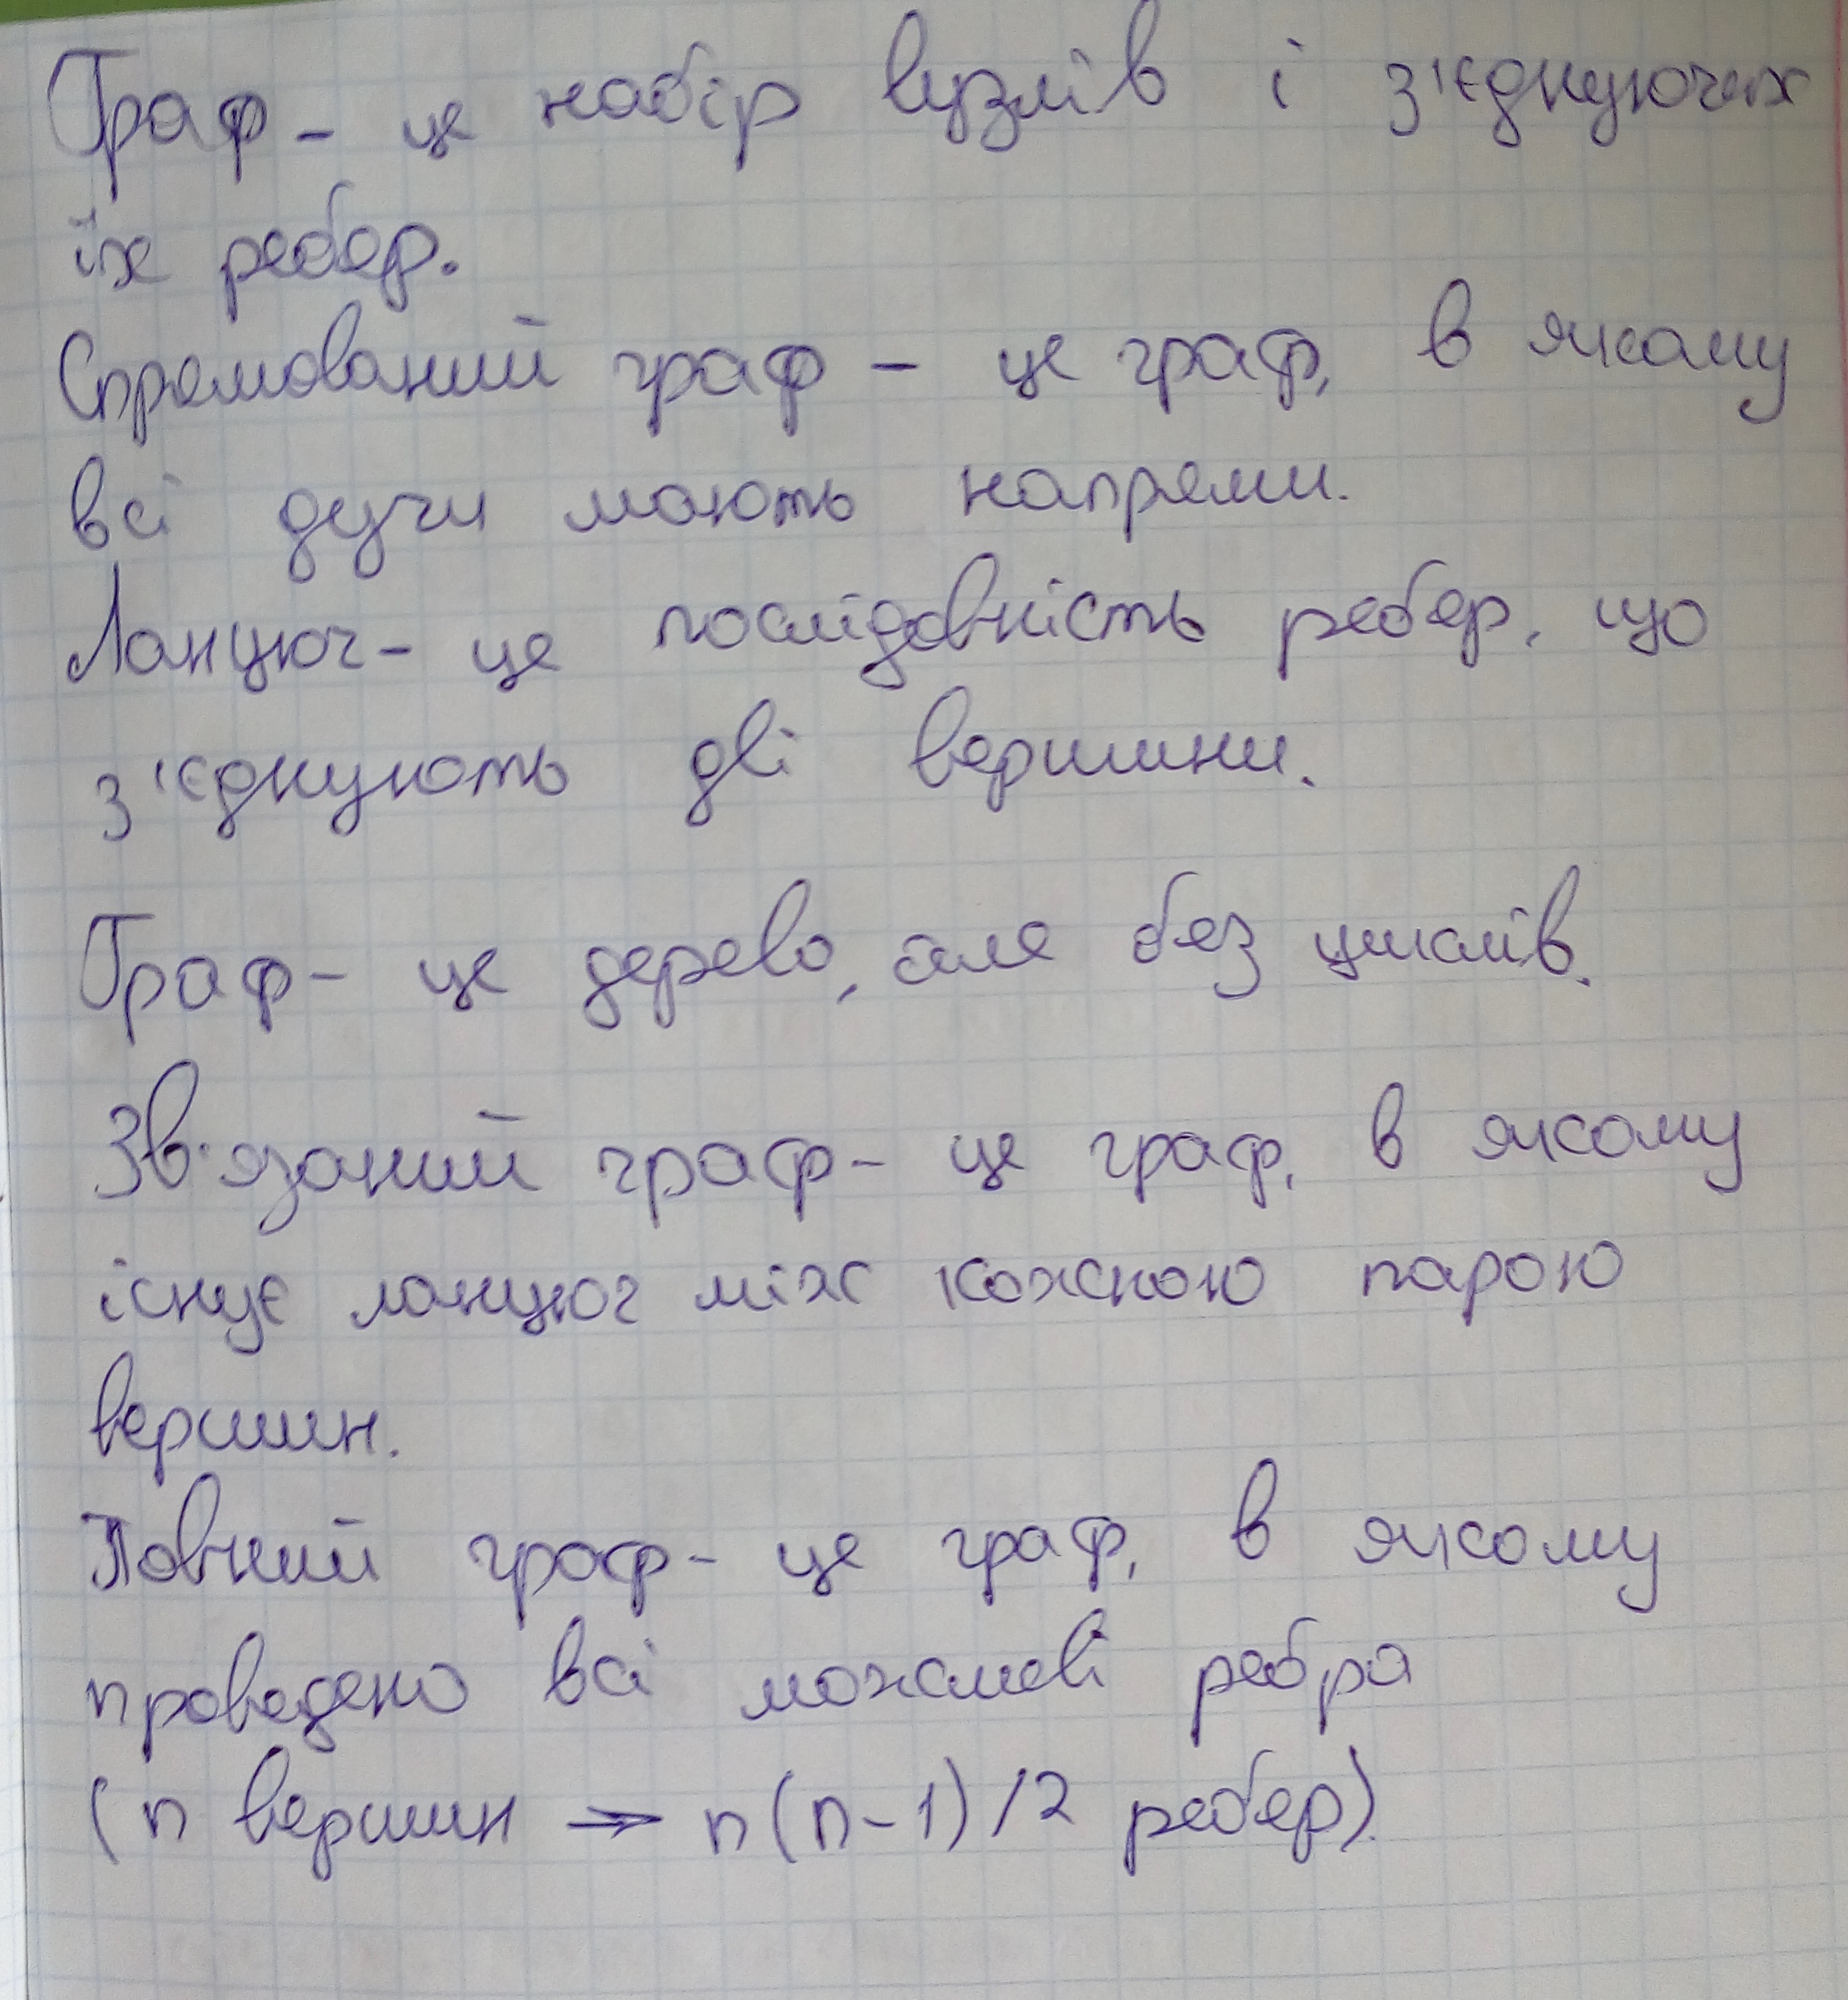 Граф - це набір вузлів і з'єднуючих
їх ребер.
Спрямований граф - це граф, в якому
всі дучи мають напрями.
Ланцюг - це послідовність ребер, що
з'єднують дві вершини.
Граф - це дерево, але без циклів.
Зв'язаний граф - це граф, в якому
існує ланцюг між кожною парою
вершин.
Повний граф - це граф, в якому
проведено всі можливі ребра
(n вершин → n(n-1)/2 ребер).